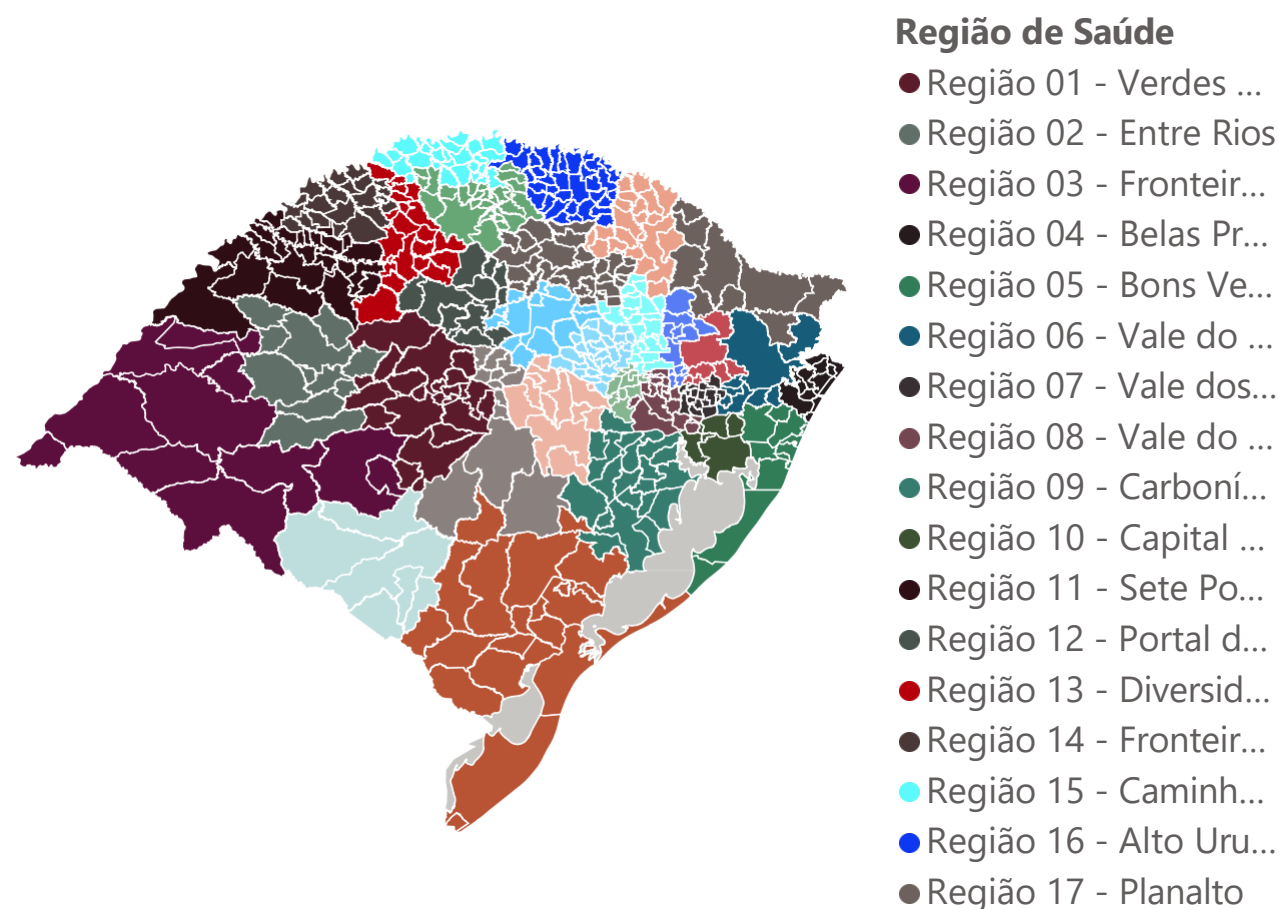 Região de Saúde
Região 01 - Verdes ...
Região 02 - Entre Rios
Região 03 - Fronteir...
Região 04 - Belas Pr...
Região 05 - Bons Ve...
Região 06 - Vale do ...
Região 07 - Vale dos...
Região 08 - Vale do ...
Região 09 - Carboní...
Região 10 - Capital ...
Região 11 - Sete Po...
Região 12 - Portal d...
Região 13 - Diversid...
Região 14 - Fronteir...
Região 15 - Caminh...
Região 16 - Alto Uru...
Região 17 - Planalto